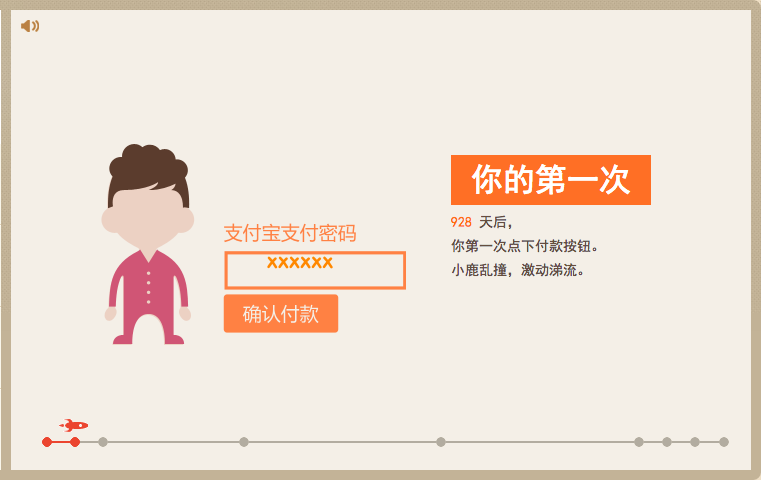 你的第一次
928 天后，
你第一次点下付款按钮。
小鹿乱撞，激动涕流。
支付宝支付密码
xxxxxx
确认付款